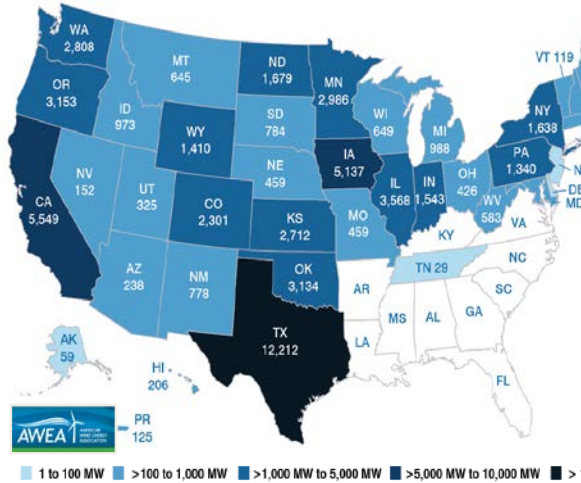 WA
2,808
OR
3,153
CA
5,549
ID
973
NV
152
MT
645
WY
1,410
UT
325
AZ
238
CO
2,301
NM
778
ND
1,679
SD
784
NE
459
KS
2,712
OK
3,134
TX
12,212
MN
2,986
IA
5,137
MO
459
AR
LA
WI
649
IL
3,568
MI
988
IN
1,543
OH
426
KY
TN 29
MS
AL
GA
FL
SC
NC
VA
WV
583
PA
1,340
NY
1,638
VT 119
N
DE
MD
AK
59
HI
206
PR
125
AWEA
AMERICAN
WIND ENERGY
ASSOCIATION
1 to 100 MW >100 to 1,000 MW >1,000 MW to 5,000 MW >5,000 MW to 10,000 MW >